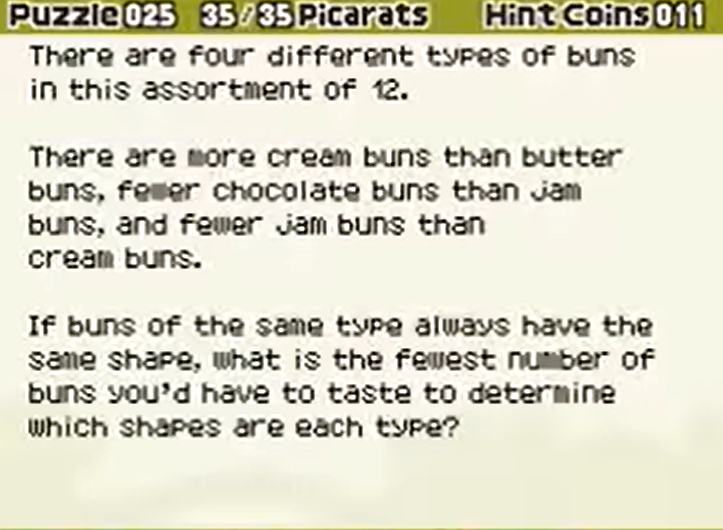 Puzzle025 35/35Picarats Hint Coins011
There are four different types of buns
in this assortment of 12.
There are more cream buns than butter
buns, fewer chocolate buns than jam
buns, and fewer jam buns than
cream buns.
If buns of the same type always have the
same shape, what is the fewest number of
buns you'd have to taste to determine
which shapes are each type?